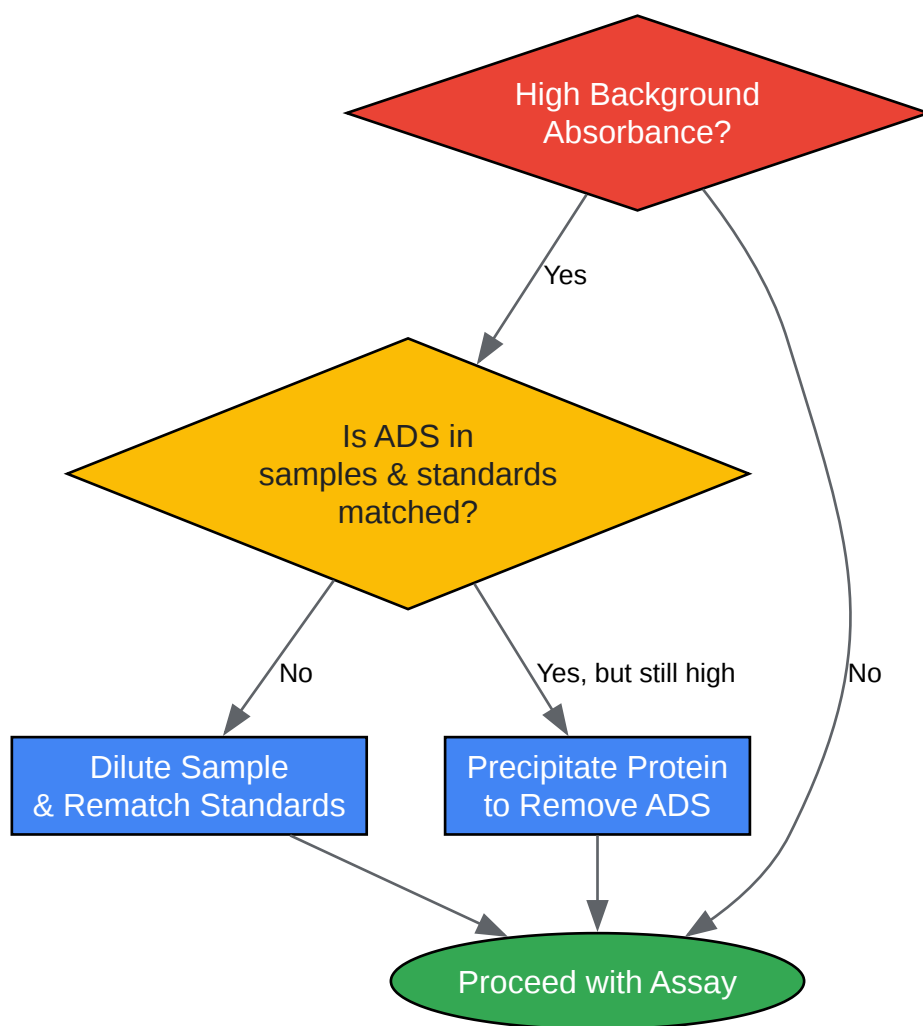 High Background
Absorbance?
Yes
Is ADS in
samples & standards
matched?
No
Yes, but still high
No
Dilute Sample
& Rematch Standards
Precipitate Protein
to Remove ADS
Proceed with Assay